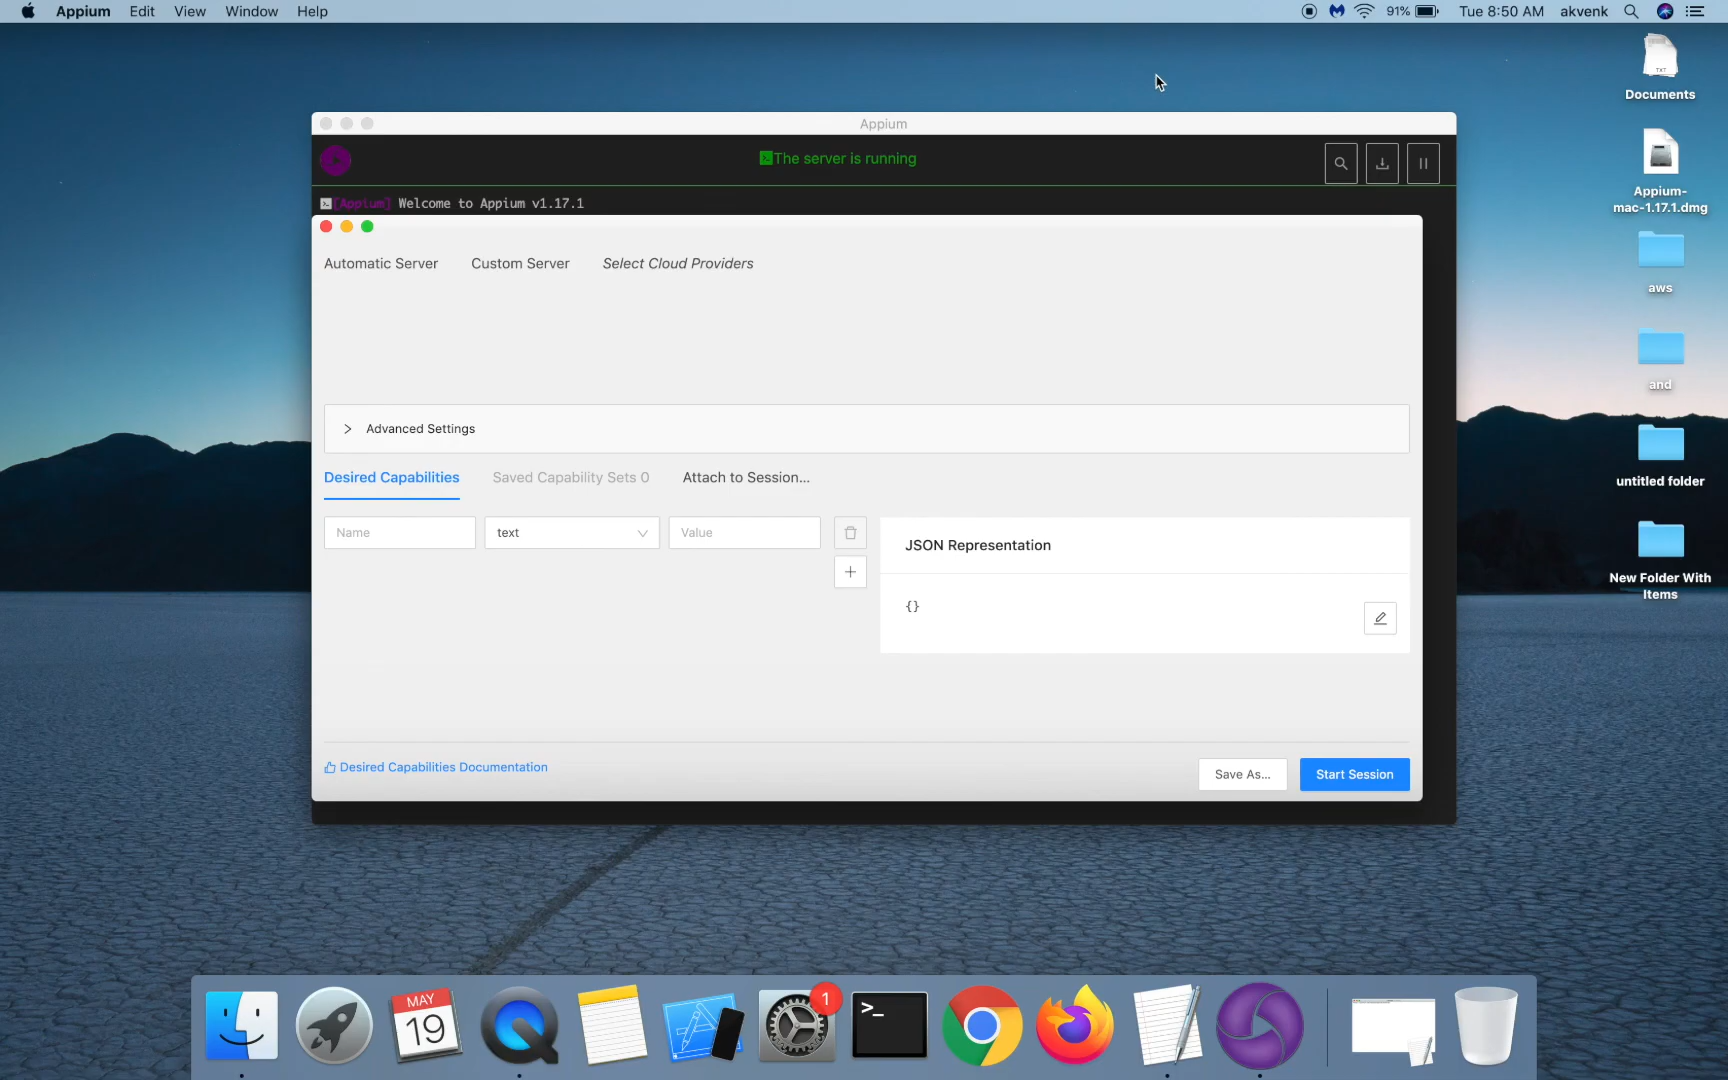 Appium Edit View Window Help
91% Tue 8:50 AM akvenk
TXT
Documents
Appium-
mac-1.17.1.dmg
aws
and
untitled folder
New Folder With
Items
Appium
The server is running
[Appium] Welcome to Appium v1.17.1
Automatic Server Custom Server Select Cloud Providers
Advanced Settings
Desired Capabilities Saved Capability Sets 0 Attach to Session...
Name text Value
JSON Representation
{}
Desired Capabilities Documentation
Save As... Start Session
MAY
19
1
>_